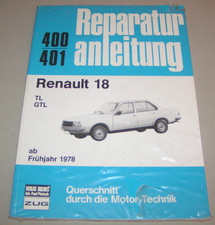 Reparatur
400
401
anleitung
Renault 18
TL
GTL
ab
Frühjahr 1978
Querschnitt
durch die Motor-Technik
ZUG